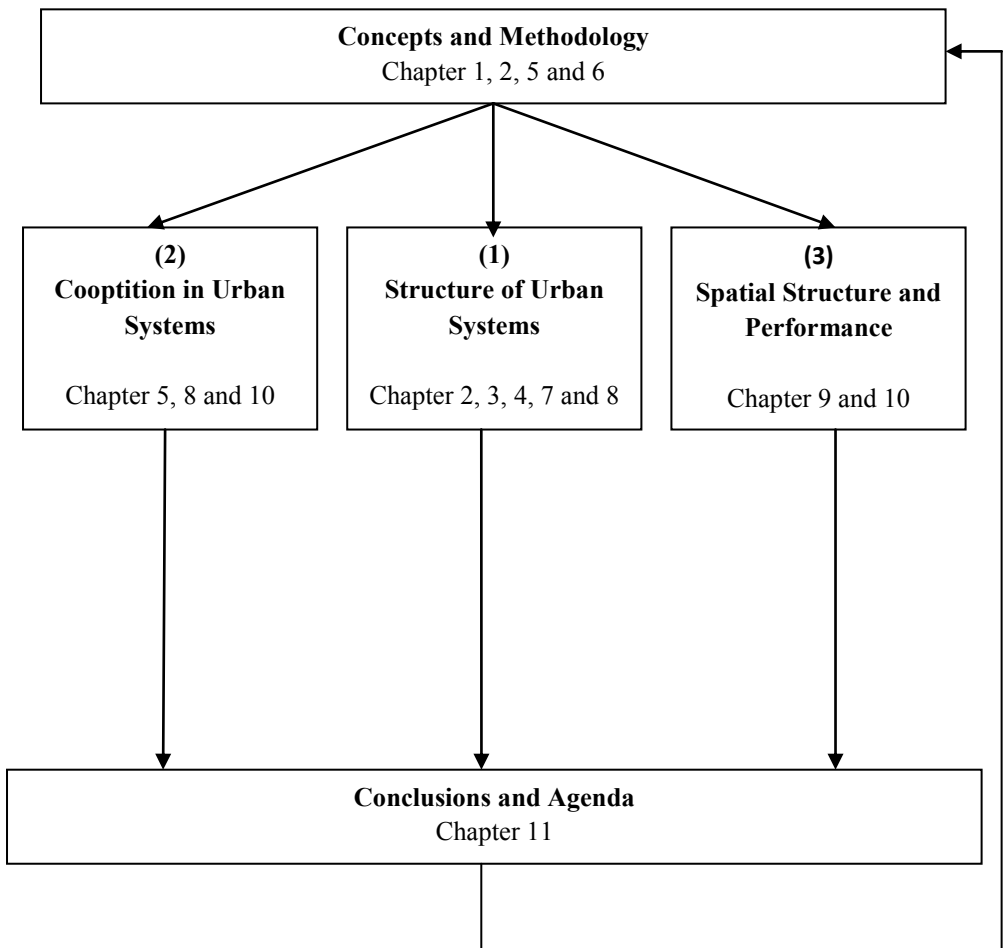 Concepts and Methodology
Chapter 1, 2, 5 and 6
(2)
Cooptition in Urban
Systems
Chapter 5, 8 and 10
(1)
Structure of Urban
Systems
Chapter 2, 3, 4, 7 and 8
(3)
Spatial Structure and
Performance
Chapter 9 and 10
Conclusions and Agenda
Chapter 11